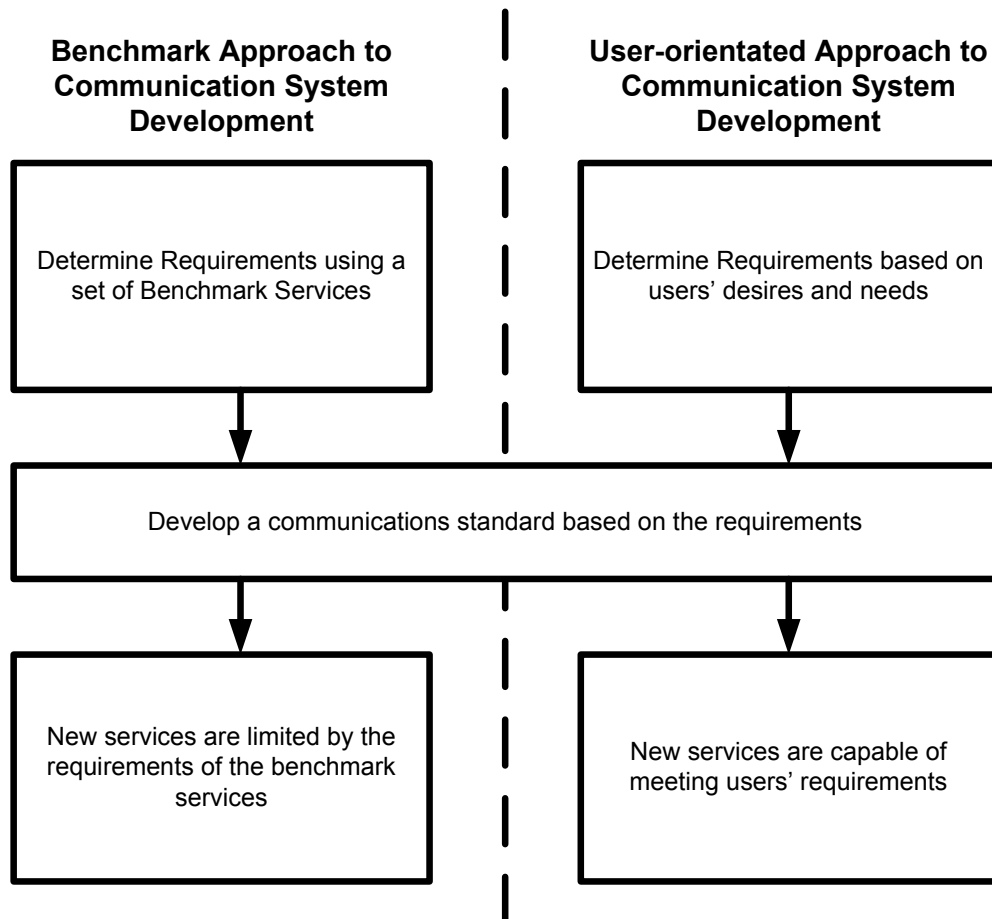 Benchmark Approach to
Communication System
Development
User-orientated Approach to
Communication System
Development
Determine Requirements using a
set of Benchmark Services
Determine Requirements based on
users’ desires and needs
Develop a communications standard based on the requirements
New services are limited by the
requirements of the benchmark
services
New services are capable of
meeting users’ requirements